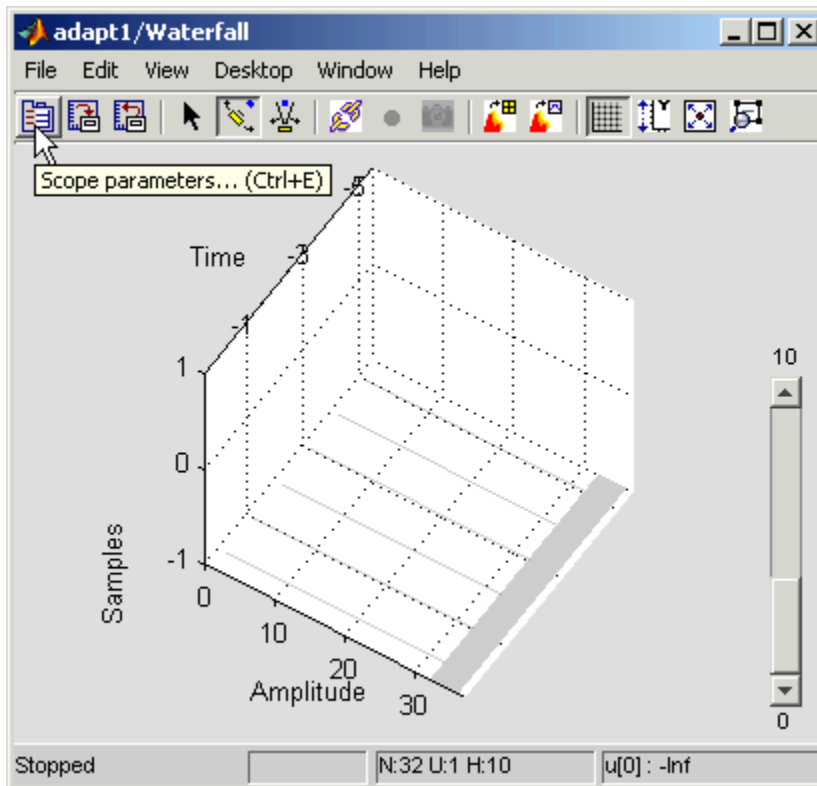 adapt1/Waterfall
File Edit View Desktop Window Help
Scope parameters... (Ctrl+E)
-5
Time -3
-1
1
0
-1
Samples
0
10
20
30
Amplitude
10
0
Stopped N:32 U:1 H:10 u[0] : -Inf